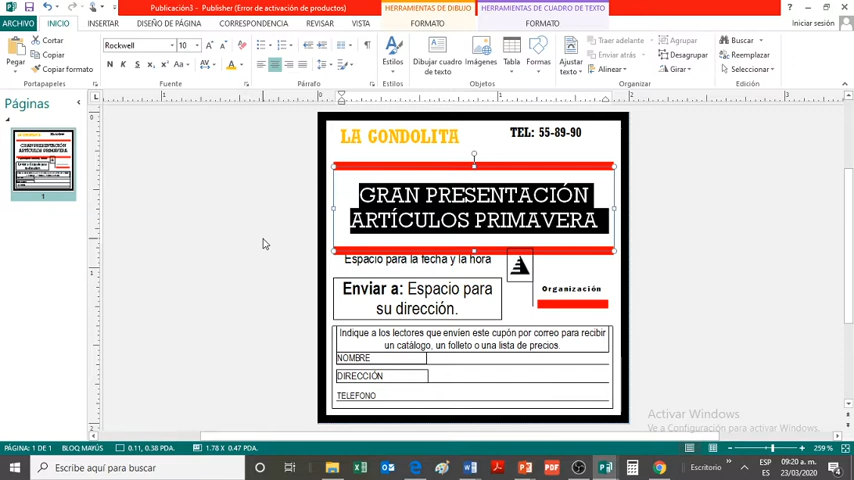 Publicación3 - Publisher (Error de activación de productos)
HERRAMIENTAS DE DIBUJO
HERRAMIENTAS DE CUADRO DE TEXTO
ARCHIVO INICIO INSERTAR DISEÑO DE PÁGINA CORRESPONDENCIA REVISAR VISTA FORMATO FORMATO Iniciar sesión
Pegar
Cortar
Copiar
Copiar formato
Portapapeles
Rockwell 10
N K S
Fuente
Párrafo
Estilos
Estilos
Dibujar cuadro de texto
Imágenes
Tabla
Formas
Objetos
Ajustar texto
Traer adelante
Enviar atrás
Alinear
Agrupar
Desagrupar
Girar
Organizar
Buscar
Reemplazar
Seleccionar
Edición
Páginas
1
LA GONDOLITA
TEL: 55-89-90
GRAN PRESENTACIÓN
ARTÍCULOS PRIMAVERA
Espacio para la fecha y la hora
Enviar a: Espacio para
su dirección.
Organización
Indique a los lectores que envíen este cupón por correo para recibir
un catálogo, un folleto o una lista de precios.
NOMBRE
DIRECCIÓN
TELEFONO
Activar Windows
Ve a Configuración para activar Windows.
PÁGINA: 1 DE 1 BLOQ MAYÚS 0.11, 0.38 PDA. 1.78 X 0.47 PDA. 259 %
Escribe aquí para buscar
Escritorio
ESP
ES
09:20 a. m.
23/03/2020